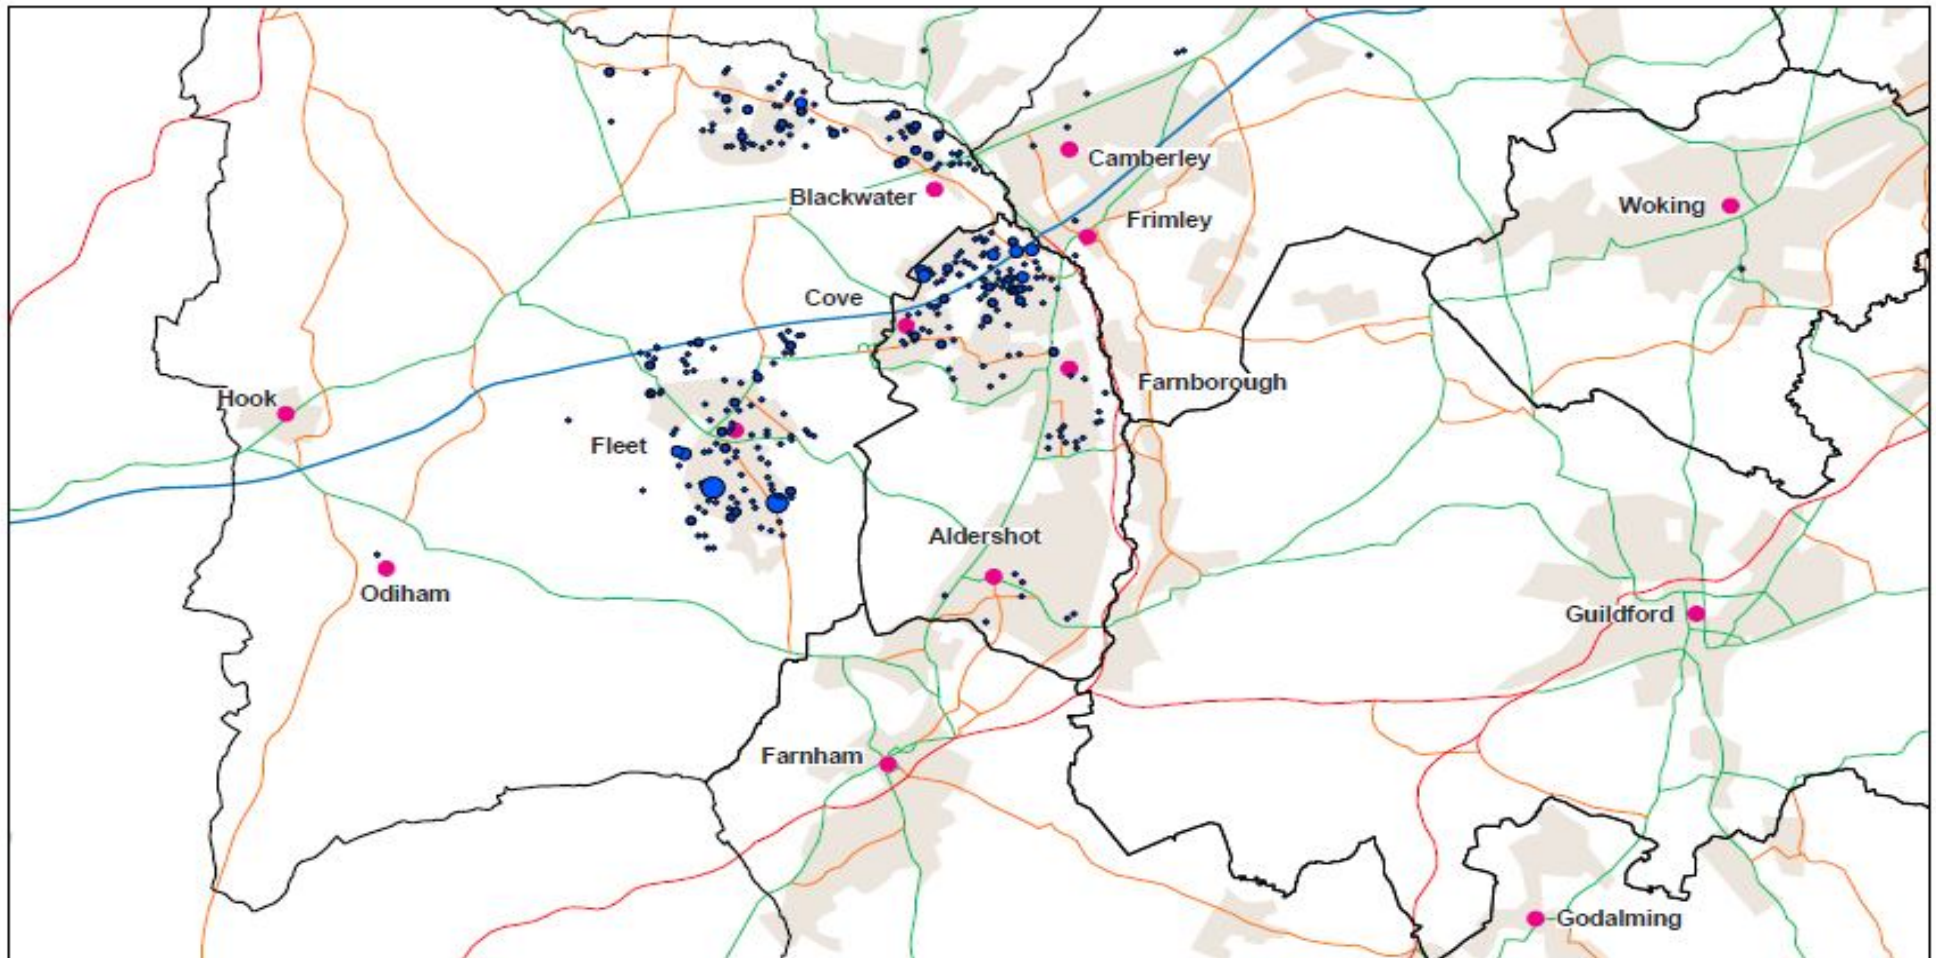 Camberley
Blackwater
Woking
Frimley
Cove
Farnborough
Hook
Fleet
Aldershot
Odiham
Guildford
Farnham
Godalming